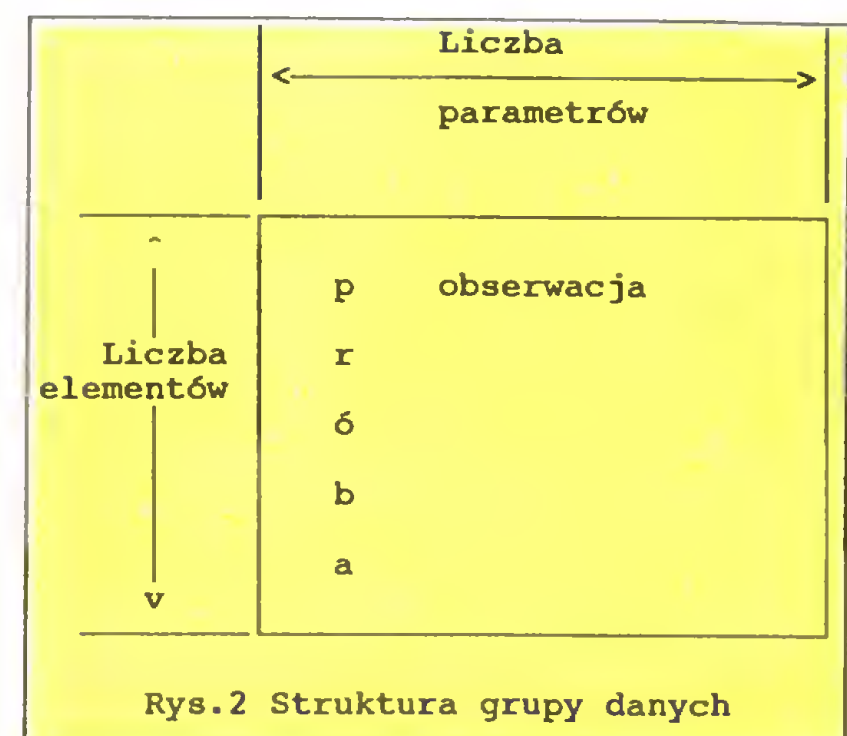 Liczba
parametrów
p obserwacja
Liczba r
elementów
ó
b
a
Rys.2 Struktura grupy danych